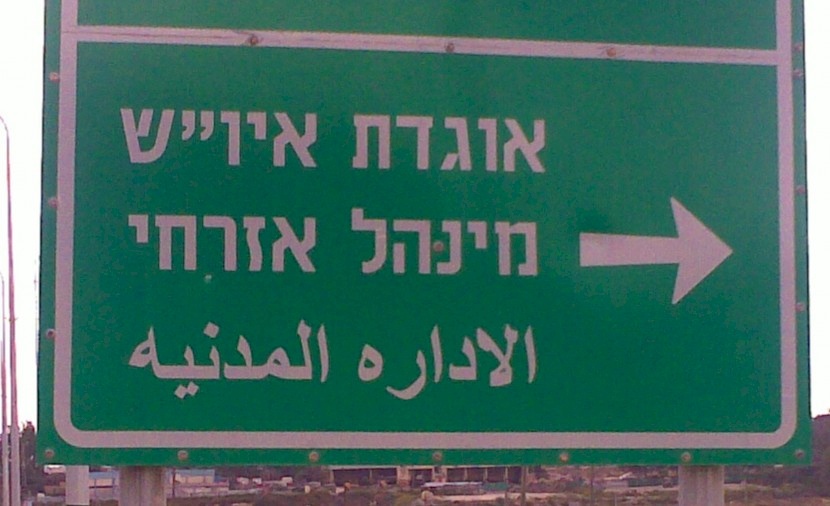 אוגדת איו״ש
מינהל אזרחי
الاداره المدنيه